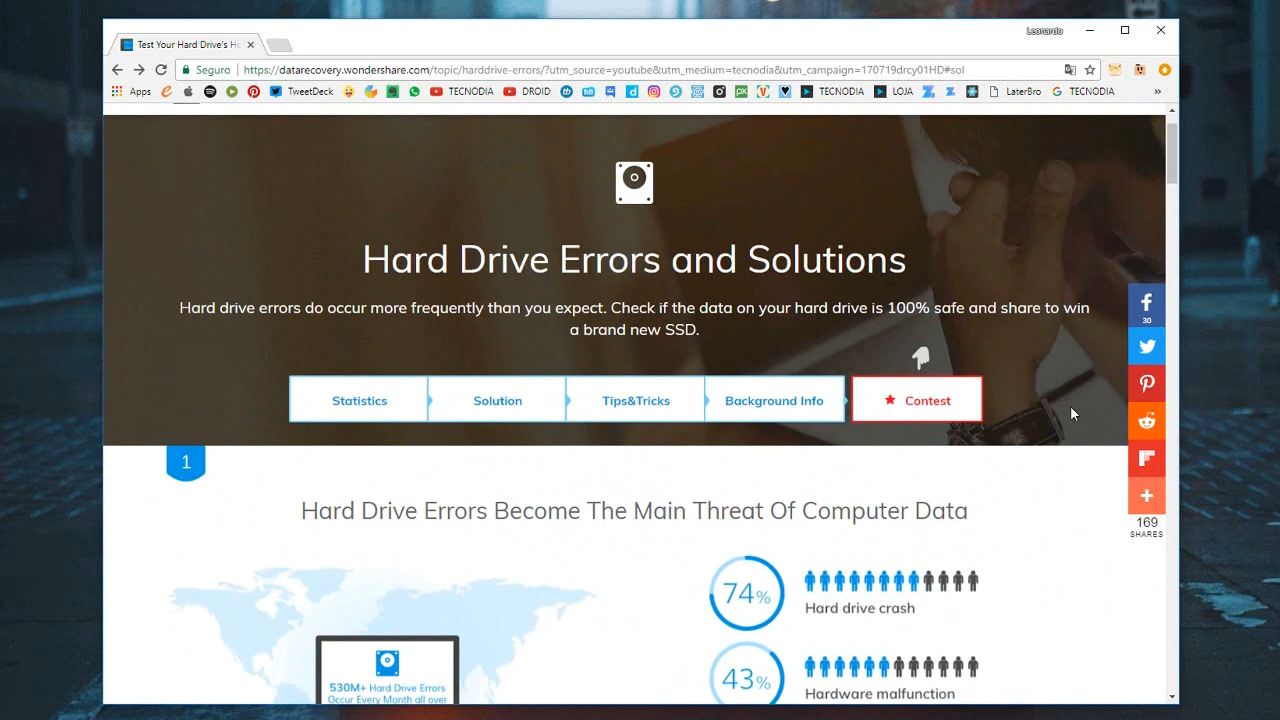 Leonardo
Test Your Hard Drive's He
Seguro
https://datarecovery.wondershare.com/topic/harddrive-errors/?utm_source=youtube&utm_medium=tecnodia&utm_campaign=170719drcy01HD#sol
Apps TweetDeck TECNODIA DROID TECNODIA LOJA LaterBro TECNODIA
Hard Drive Errors and Solutions
Hard drive errors do occur more frequently than you expect. Check if the data on your hard drive is 100% safe and share to win
a brand new SSD.
Statistics Solution Tips&Tricks Background Info Contest
30
169
SHARES
1
Hard Drive Errors Become The Main Threat Of Computer Data
74%
Hard drive crash
43%
Hardware malfunction
530M+ Hard Drive Errors
Occur Every Month all over